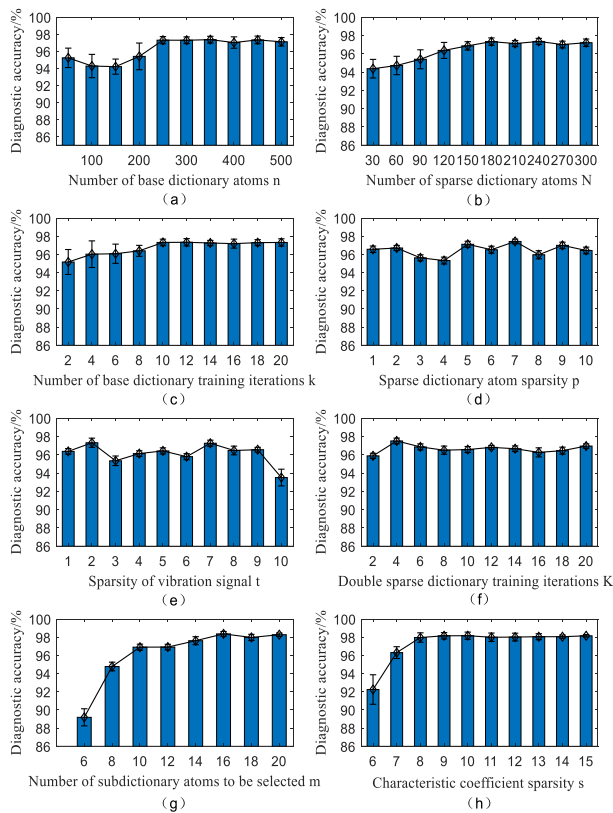 Diagnostic accuracy/%
100
98
96
94
92
90
88
86
100 200 300 400 500
Number of base dictionary atoms n
（a）
Diagnostic accuracy/%
100
98
96
94
92
90
88
86
30 60 90 120 150 180 210 240 270 300
Number of sparse dictionary atoms N
（b）
Diagnostic accuracy/%
100
98
96
94
92
90
88
86
2 4 6 8 10 12 14 16 18 20
Number of base dictionary training iterations k
（c）
Diagnostic accuracy/%
100
98
96
94
92
90
88
86
1 2 3 4 5 6 7 8 9 10
Sparse dictionary atom sparsity p
（d）
Diagnostic accuracy/%
100
98
96
94
92
90
88
86
1 2 3 4 5 6 7 8 9 10
Sparsity of vibration signal t
（e）
Diagnostic accuracy/%
100
98
96
94
92
90
88
86
2 4 6 8 10 12 14 16 18 20
Double sparse dictionary training iterations K
（f）
Diagnostic accuracy/%
100
98
96
94
92
90
88
86
6 8 10 12 14 16 18 20
Number of subdictionary atoms to be selected m
（g）
Diagnostic accuracy/%
100
98
96
94
92
90
88
86
6 7 8 9 10 11 12 13 14 15
Characteristic coefficient sparsity s
（h）